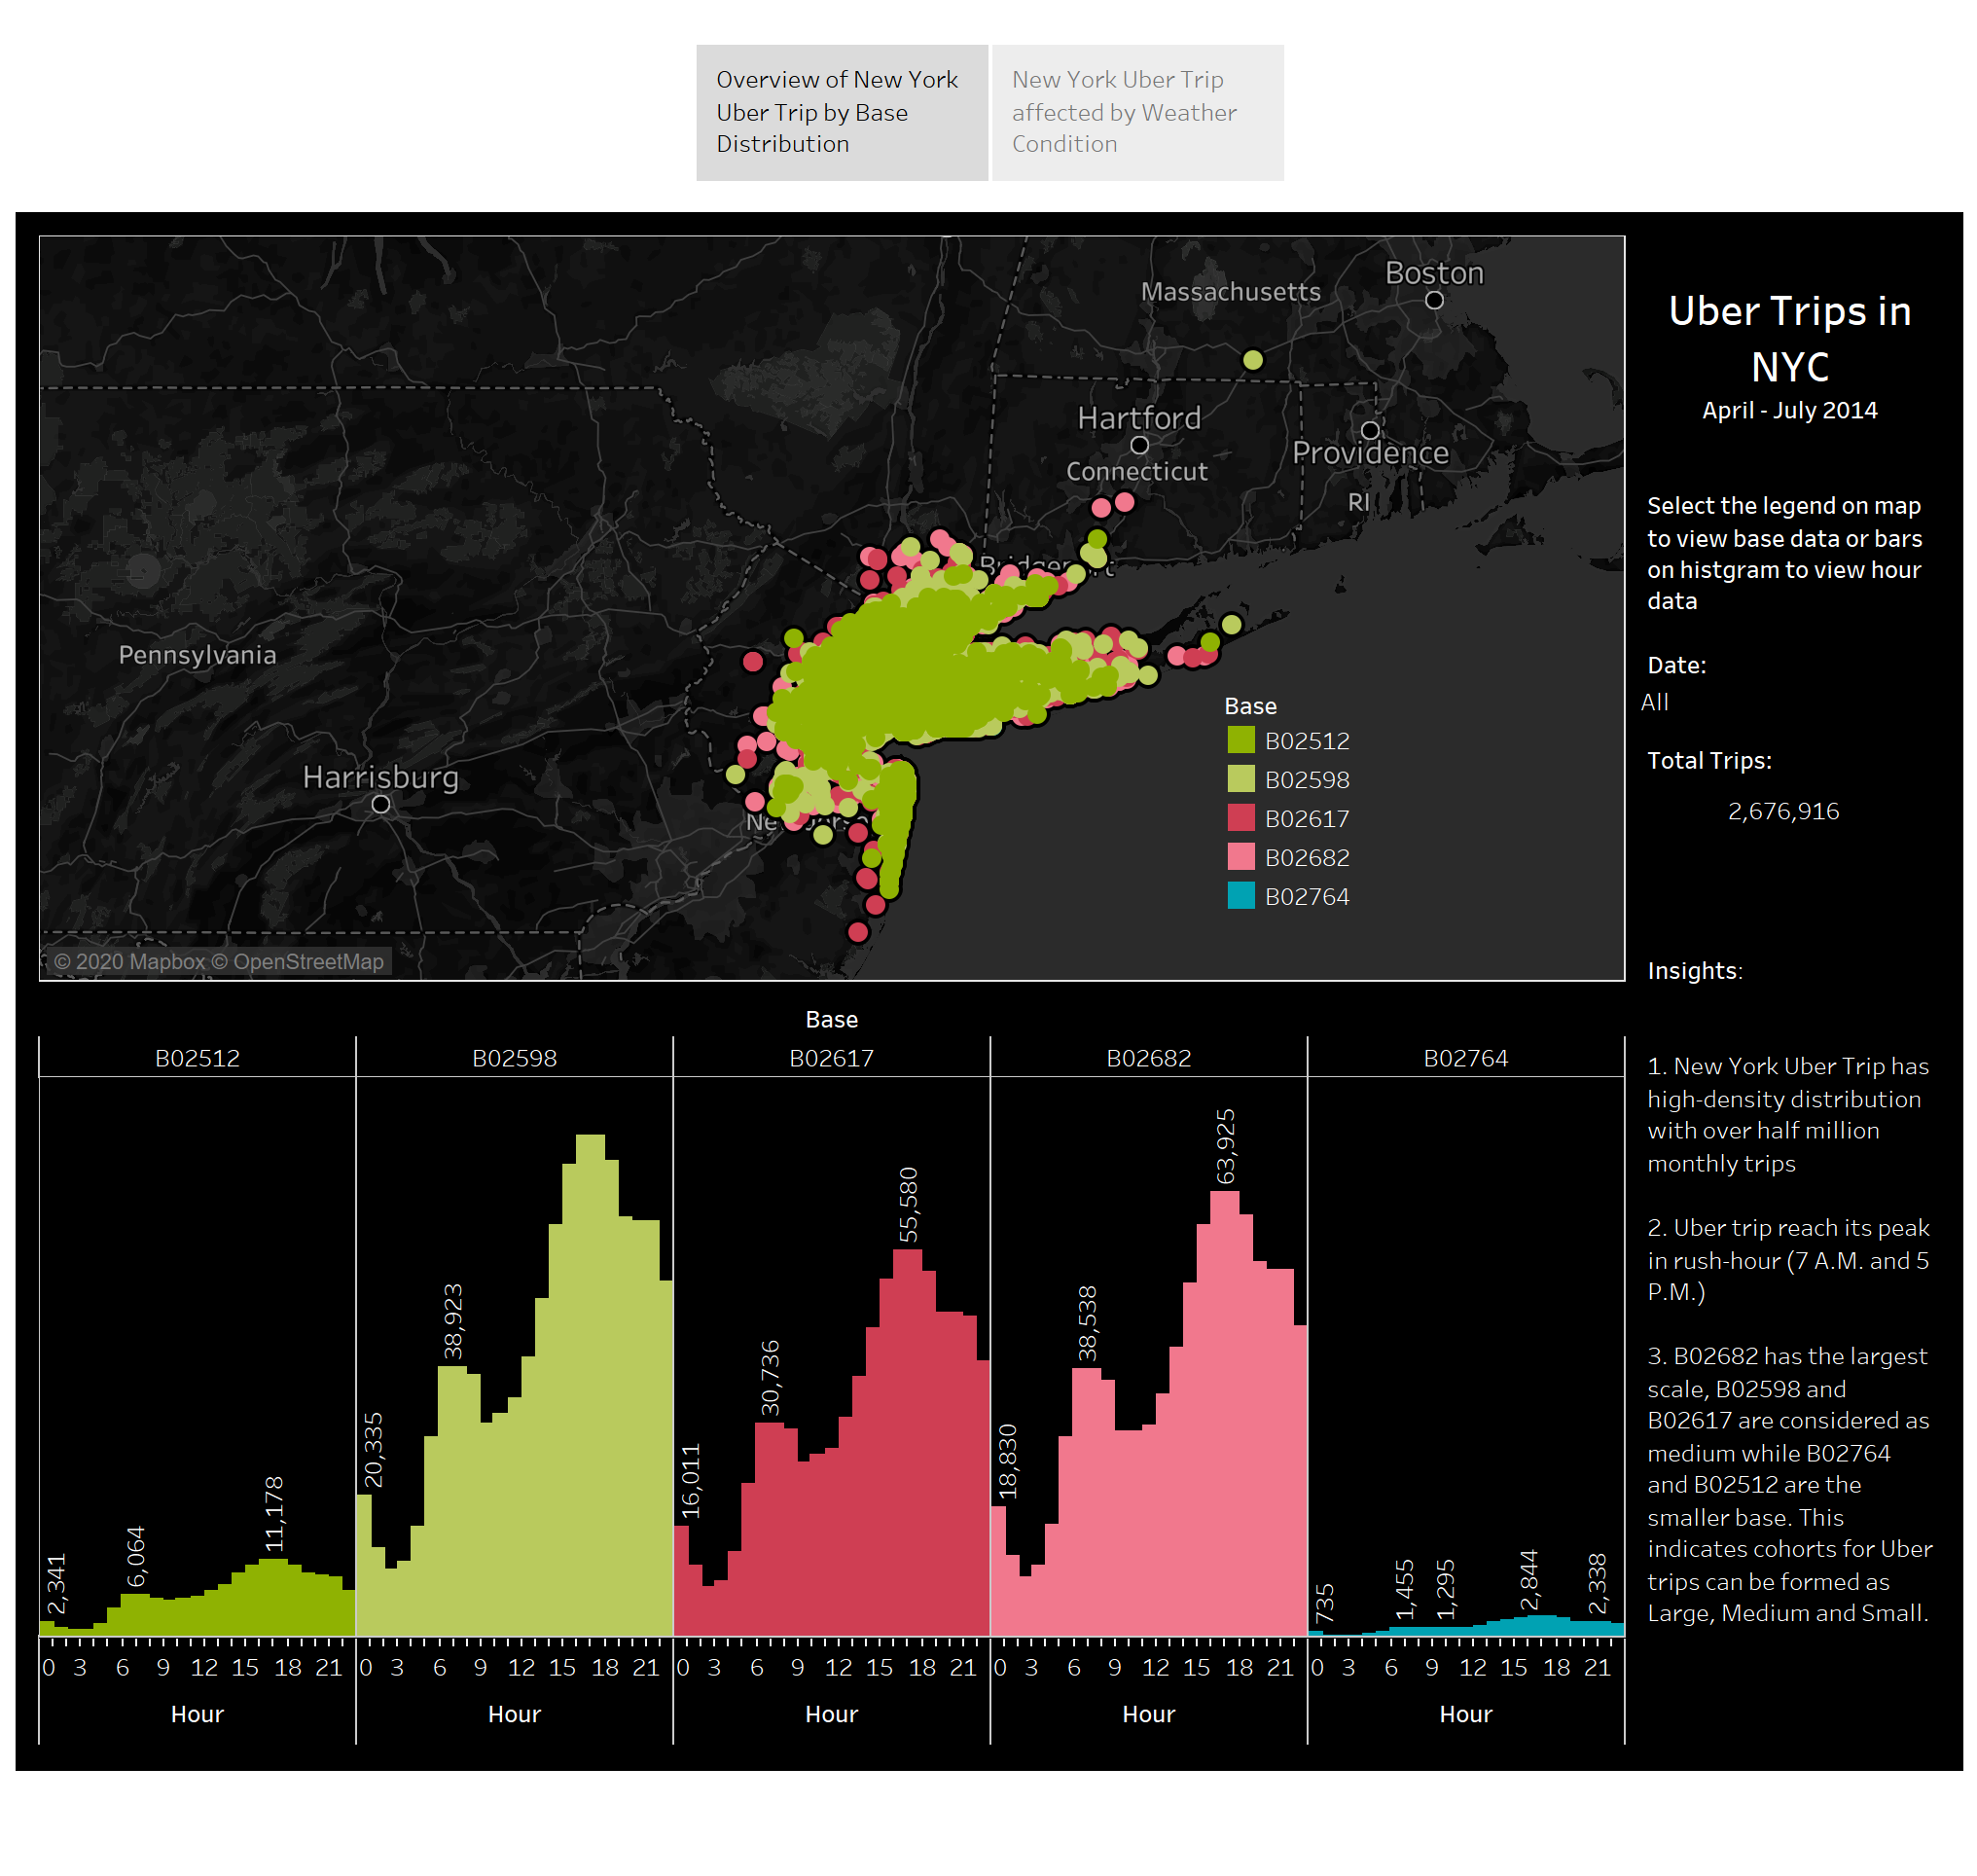 Overview of New York
Uber Trip by Base
Distribution
New York Uber Trip
affected by Weather
Condition
Boston
Massachusetts
Hartford
Connecticut
Providence
RI
Pennsylvania
Harrisburg
© 2020 Mapbox © OpenStreetMap
Base
B02512
B02598
B02617
B02682
B02764
Uber Trips in
NYC
April - July 2014
Select the legend on map
to view base data or bars
on histgram to view hour
data
Date:
All
Total Trips:
2,676,916
Insights:
1. New York Uber Trip has
high-density distribution
with over half million
monthly trips
2. Uber trip reach its peak
in rush-hour (7 A.M. and 5
P.M.)
3. B02682 has the largest
scale, B02598 and
B02617 are considered as
medium while B02764
and B02512 are the
smaller base. This
indicates cohorts for Uber
trips can be formed as
Large, Medium and Small.
Base
B02512 B02598 B02617 B02682 B02764
2,341 6,064 11,178
20,335 38,923
16,011 30,736 55,580
18,830 38,538 63,925
735 1,455 1,295 2,844 2,338
0 3 6 9 12 15 18 21 0 3 6 9 12 15 18 21 0 3 6 9 12 15 18 21 0 3 6 9 12 15 18 21 0 3 6 9 12 15 18 21
Hour Hour Hour Hour Hour